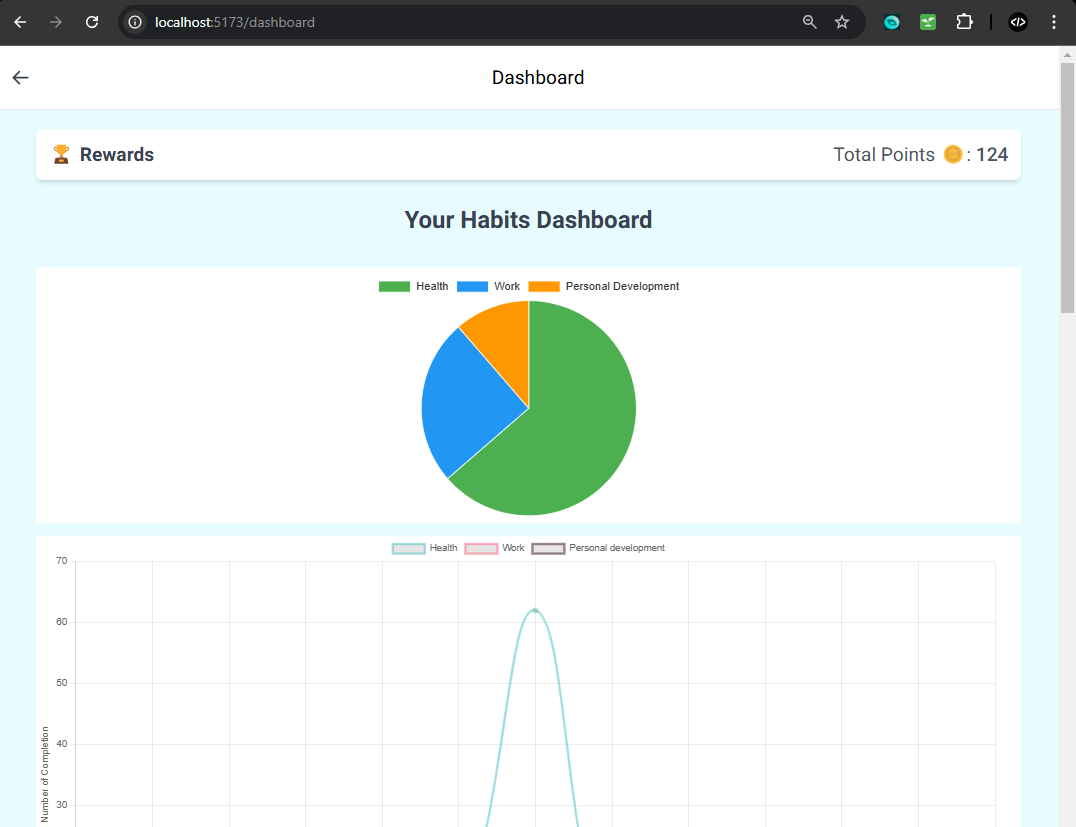 localhost:5173/dashboard
Dashboard
Rewards
Total Points : 124
Your Habits Dashboard
Health Work Personal Development
Health Work Personal development
70
60
50
40
30
Number of Completion